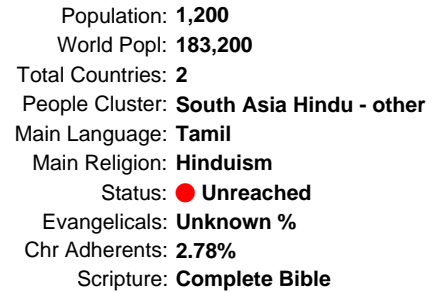 Population: 1,200
World Popl: 183,200
Total Countries: 2
People Cluster: South Asia Hindu - other
Main Language: Tamil
Main Religion: Hinduism
Status: Unreached
Evangelicals: Unknown %
Chr Adherents: 2.78%
Scripture: Complete Bible